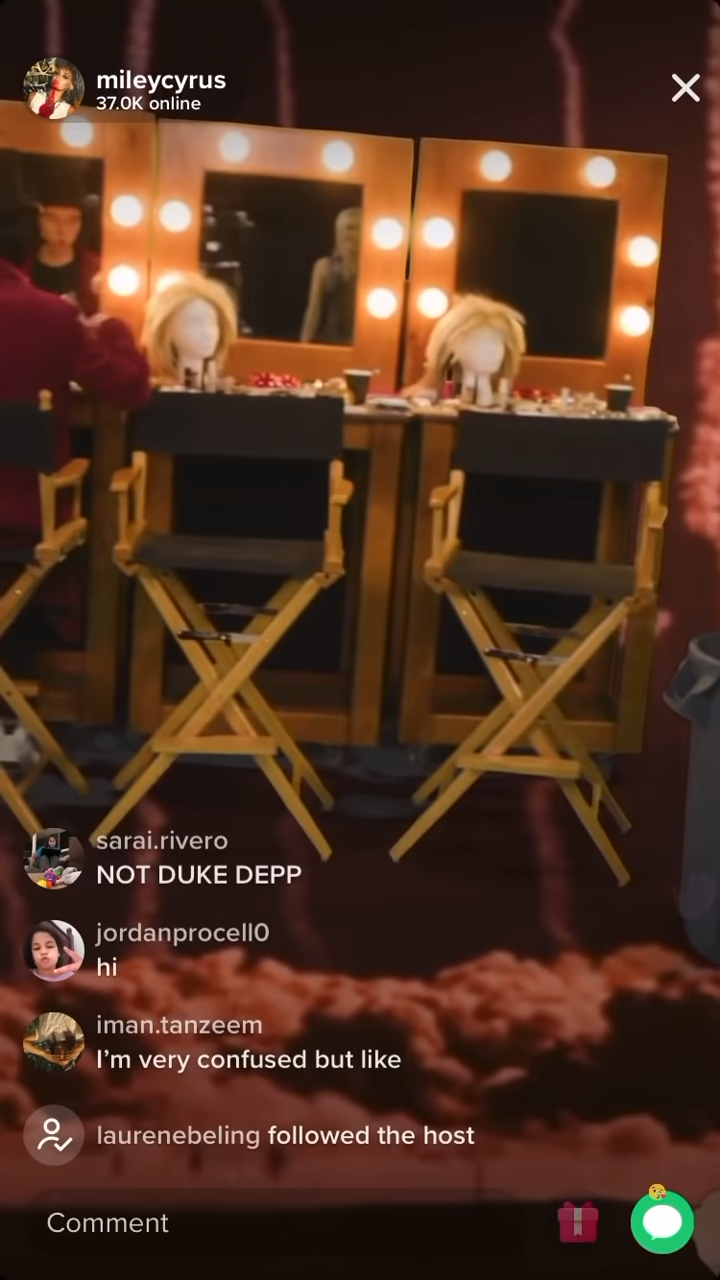 mileycyrus
37.0K online
sarai.rivero
NOT DUKE DEPP
jordanprocell0
hi
iman.tanzeem
I'm very confused but like
laurenebeling followed the host
Comment